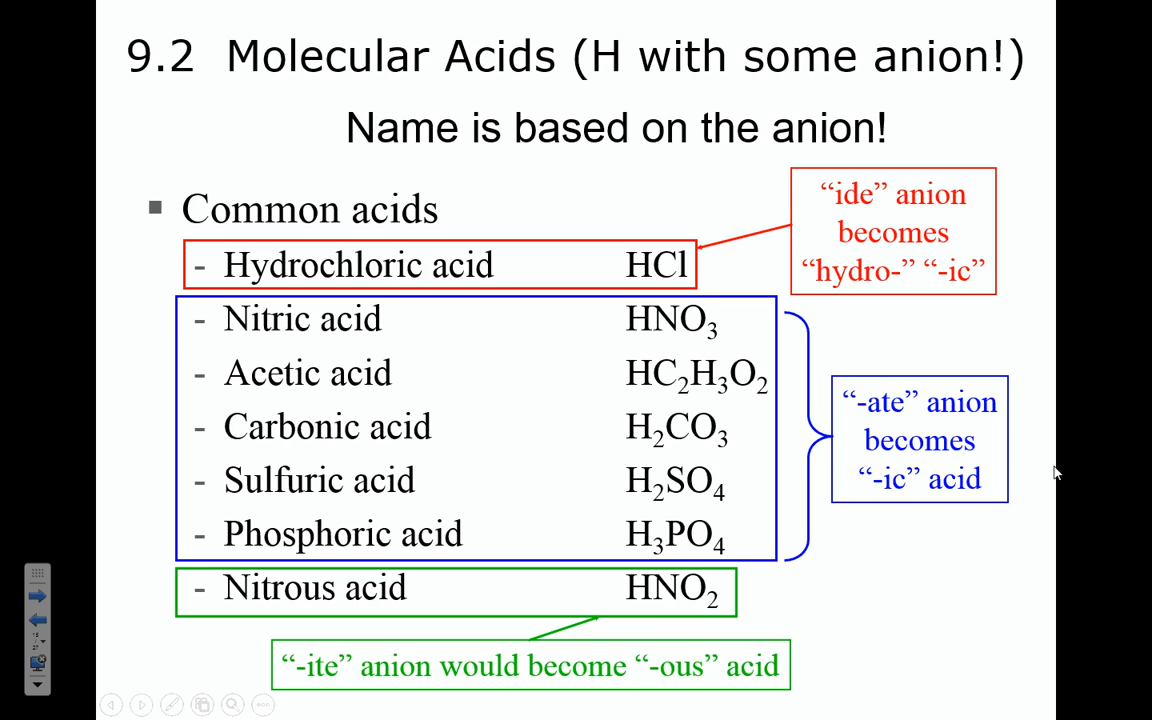 9.2 Molecular Acids (H with some anion!)
Name is based on the anion!
▪ Common acids
- Hydrochloric acid HCl
- Nitric acid HNO₃
- Acetic acid HC₂H₃O₂
- Carbonic acid H₂CO₃
- Sulfuric acid H₂SO₄
- Phosphoric acid H₃PO₄
- Nitrous acid HNO₂
“ide” anion
becomes
“hydro-” “-ic”
“-ate” anion
becomes
“-ic” acid
“-ite” anion would become “-ous” acid